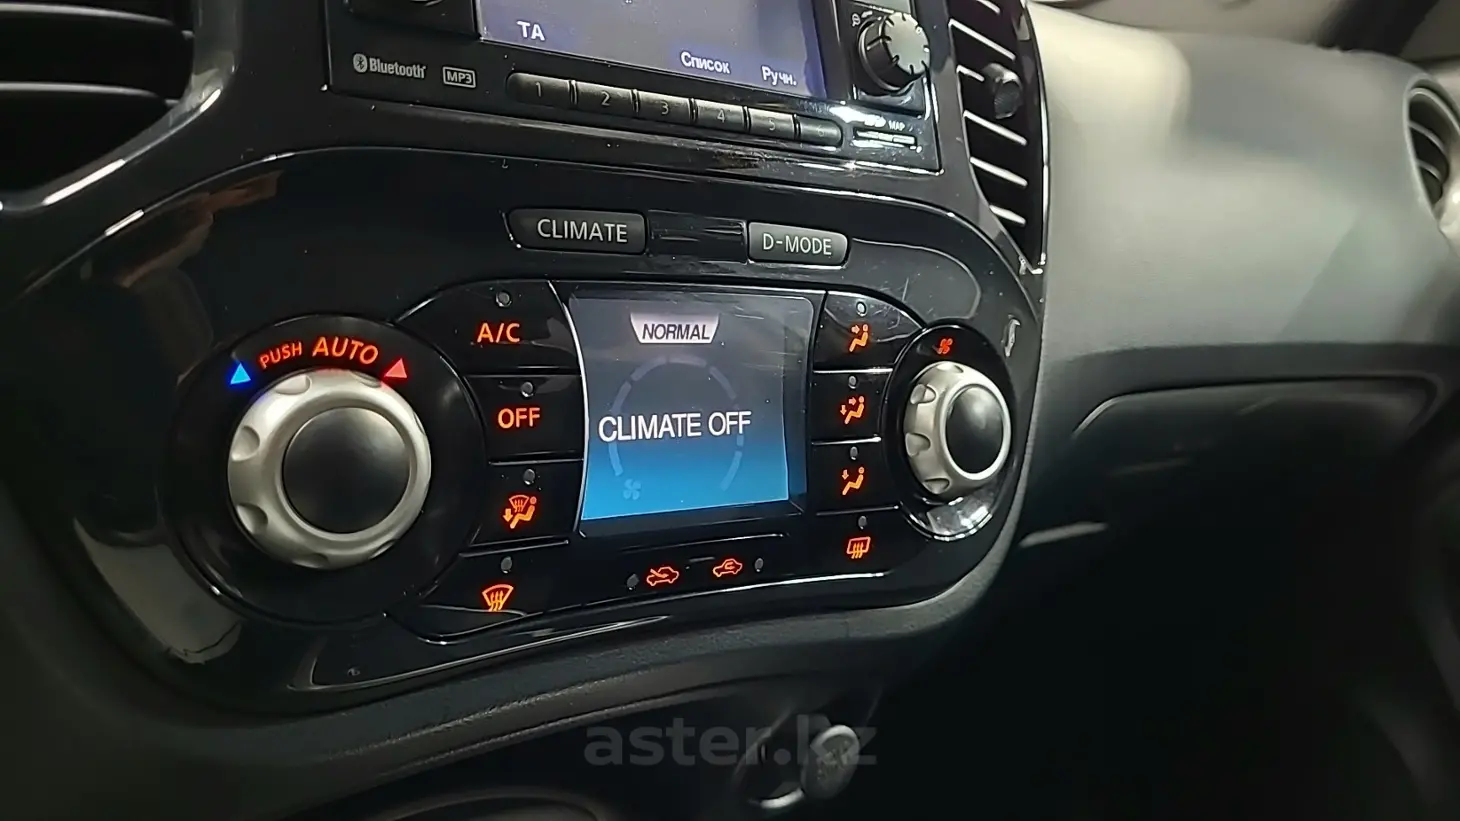 TA
Список
Ручн.
Bluetooth
MP3
1 2 3 4 5 6
MAP
CLIMATE
D-MODE
PUSH AUTO
A/C
NORMAL
OFF
CLIMATE OFF
aster.kz